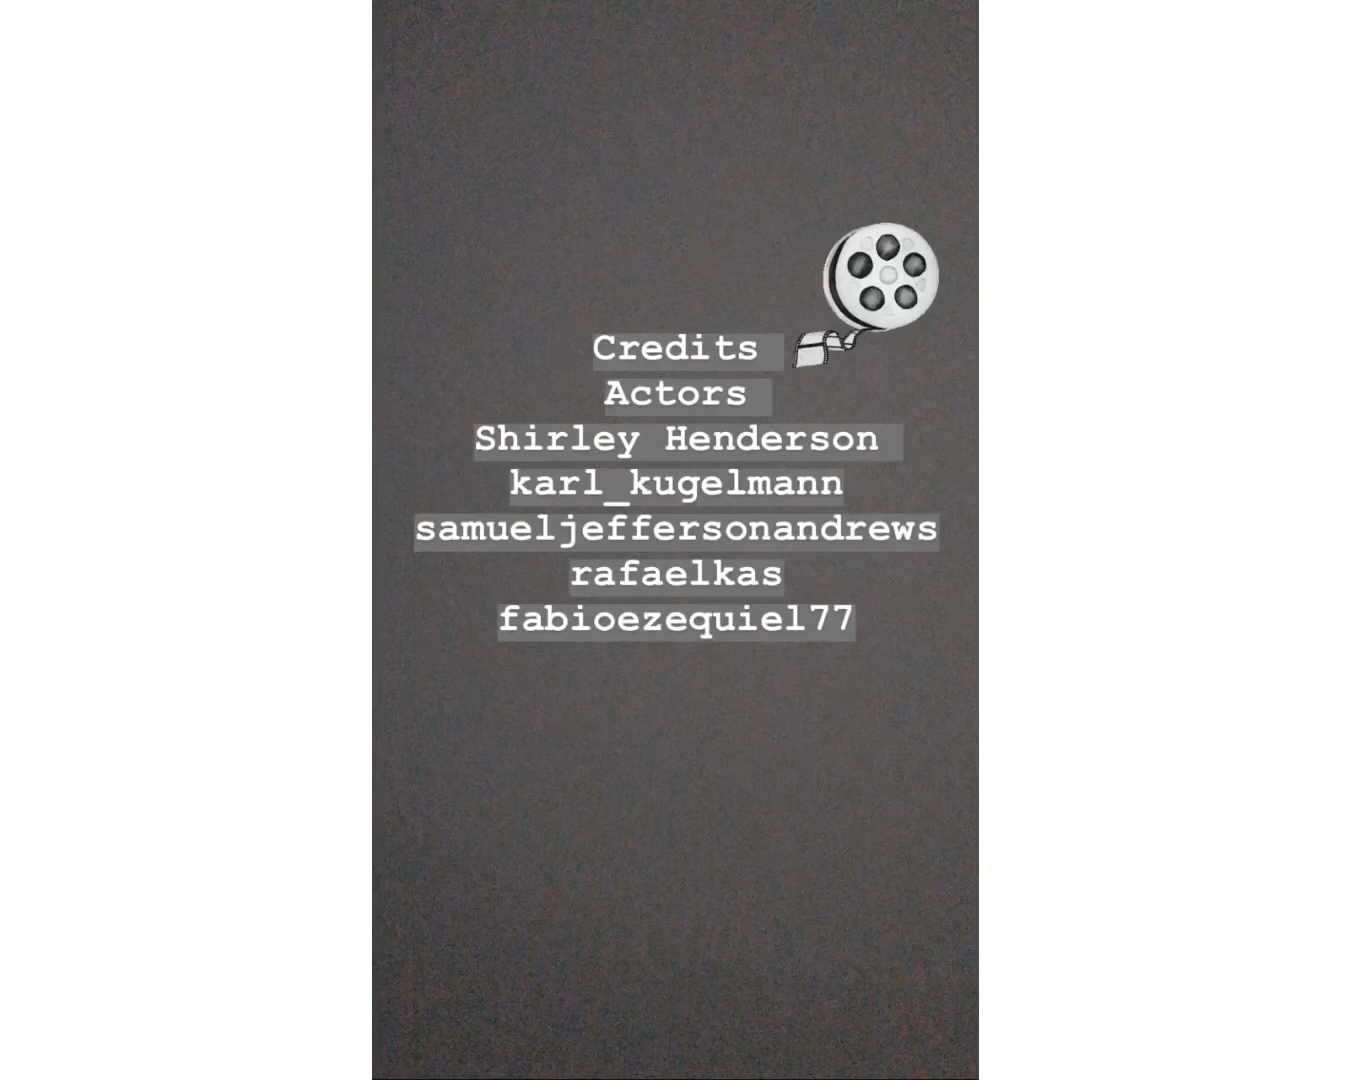 Credits
Actors
Shirley Henderson
karl_kugelmann
samueljeffersonandrews
rafaelkas
fabioezequiel77